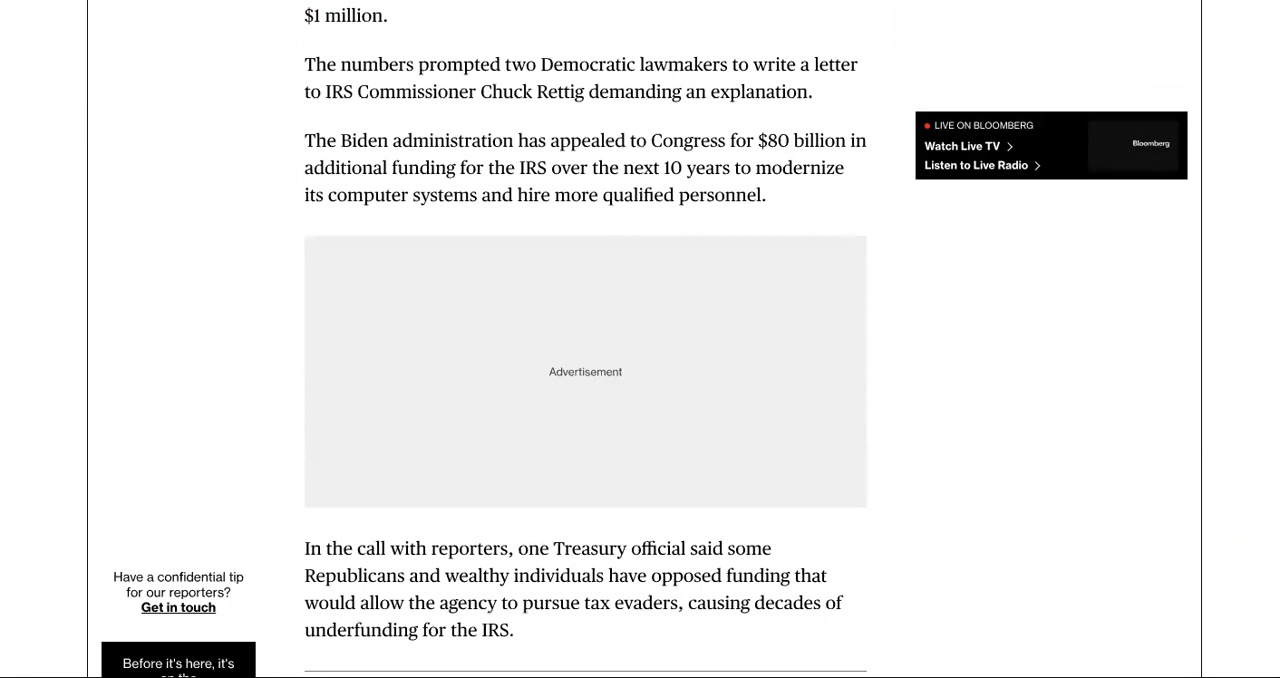 $1 million.
The numbers prompted two Democratic lawmakers to write a letter
to IRS Commissioner Chuck Rettig demanding an explanation.
The Biden administration has appealed to Congress for $80 billion in
additional funding for the IRS over the next 10 years to modernize
its computer systems and hire more qualified personnel.
LIVE ON BLOOMBERG
Watch Live TV
Listen to Live Radio
Bloomberg
Advertisement
In the call with reporters, one Treasury official said some
Republicans and wealthy individuals have opposed funding that
would allow the agency to pursue tax evaders, causing decades of
underfunding for the IRS.
Have a confidential tip
for our reporters?
Get in touch
Before it's here, it's
on the